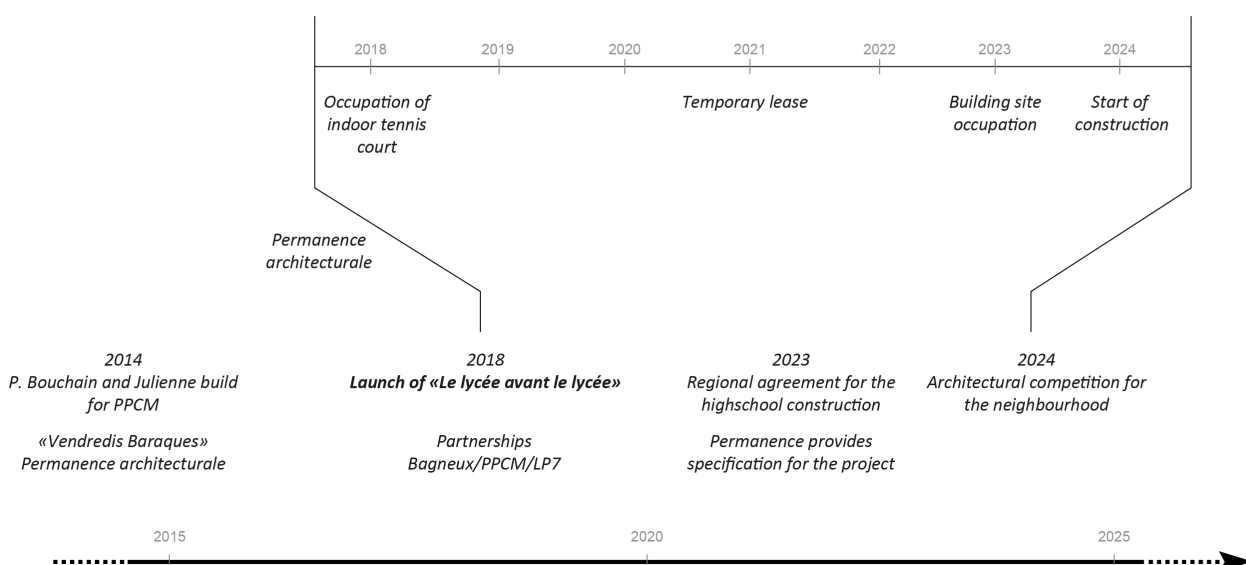 2018 2019 2020 2021 2022 2023 2024
Occupation of
indoor tennis
court
Temporary lease
Building site
occupation
Start of
construction
Permanence
architecturale
2014
P. Bouchain and Julienne build
for PPCM
«Vendredis Baraques»
Permanence architecturale
2018
Launch of «Le lycée avant le lycée»
Partnerships
Bagneux/PPCM/LP7
2023
Regional agreement for the
highschool construction
Permanence provides
specification for the project
2024
Architectural competition for
the neighbourhood
2015 2020 2025